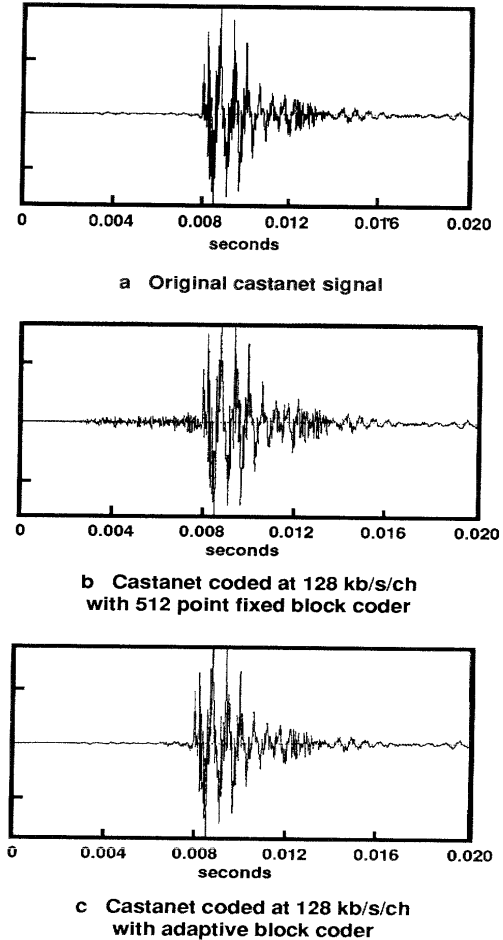 0 0.004 0.008 0.012 0.016 0.020
seconds
a Original castanet signal
0 0.004 0.008 0.012 0.016 0.020
seconds
b Castanet coded at 128 kb/s/ch
with 512 point fixed block coder
0 0.004 0.008 0.012 0.016 0.020
seconds
c Castanet coded at 128 kb/s/ch
with adaptive block coder